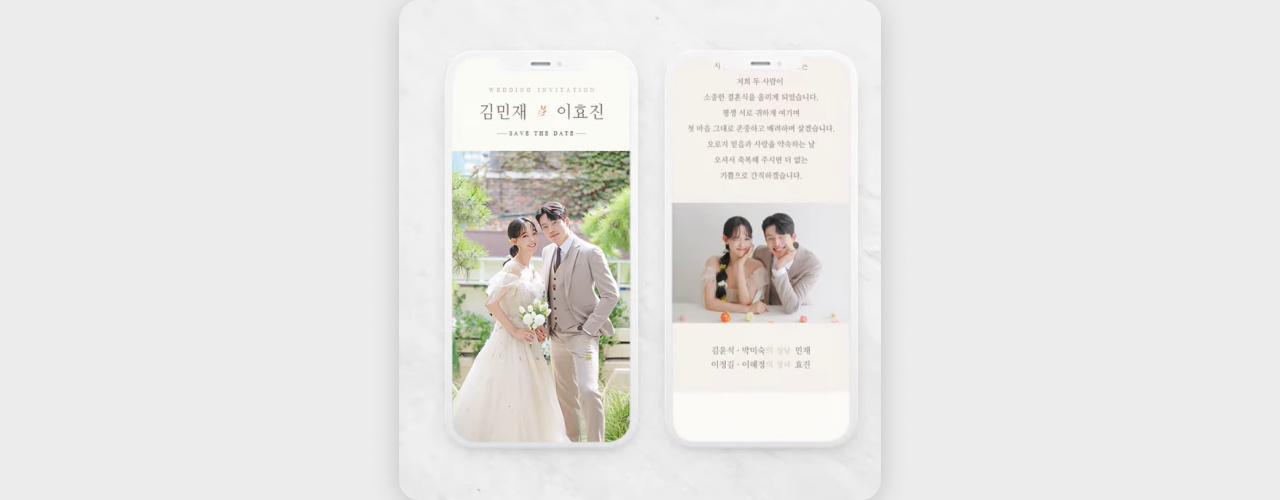 WEDDING INVITATION
김민재 이효진
SAVE THE DATE
저희 두 사람이
소중한 결혼식을 올리게 되었습니다.
평생 서로 귀하게 여기며
첫 마음 그대로 존중하고 배려하며 살겠습니다.
오로지 믿음과 사랑을 약속하는 날
오셔서 축복해 주시면 더 없는
기쁨으로 간직하겠습니다.
김윤식 · 박미숙의 장남 민재
이정길 · 이혜정의 장녀 효진